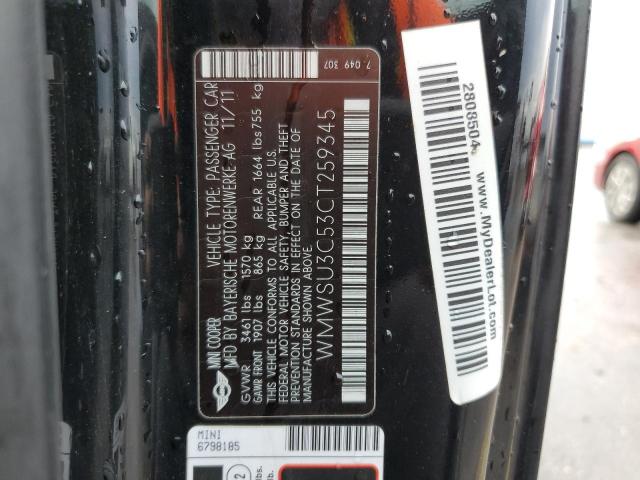 MINI COOPER
VEHICLE TYPE: PASSENGER CAR
MFD BY BAYERISCHE MOTORENWERKE AG 11/11
GVWR 3461 lbs 1570 kg
GAWR FRONT 1907 lbs 865 kg REAR 1664 lbs 755 kg
THIS VEHICLE CONFORMS TO ALL APPLICABLE U.S.
FEDERAL MOTOR VEHICLE SAFETY, BUMPER AND THEFT
PREVENTION STANDARDS IN EFFECT ON THE DATE OF
MANUFACTURE SHOWN ABOVE.
WMWSU3C53CT259345
7 049 307
2808504
www.MyDealerLot.com
MINI
6798185
2
lbs.
lb.